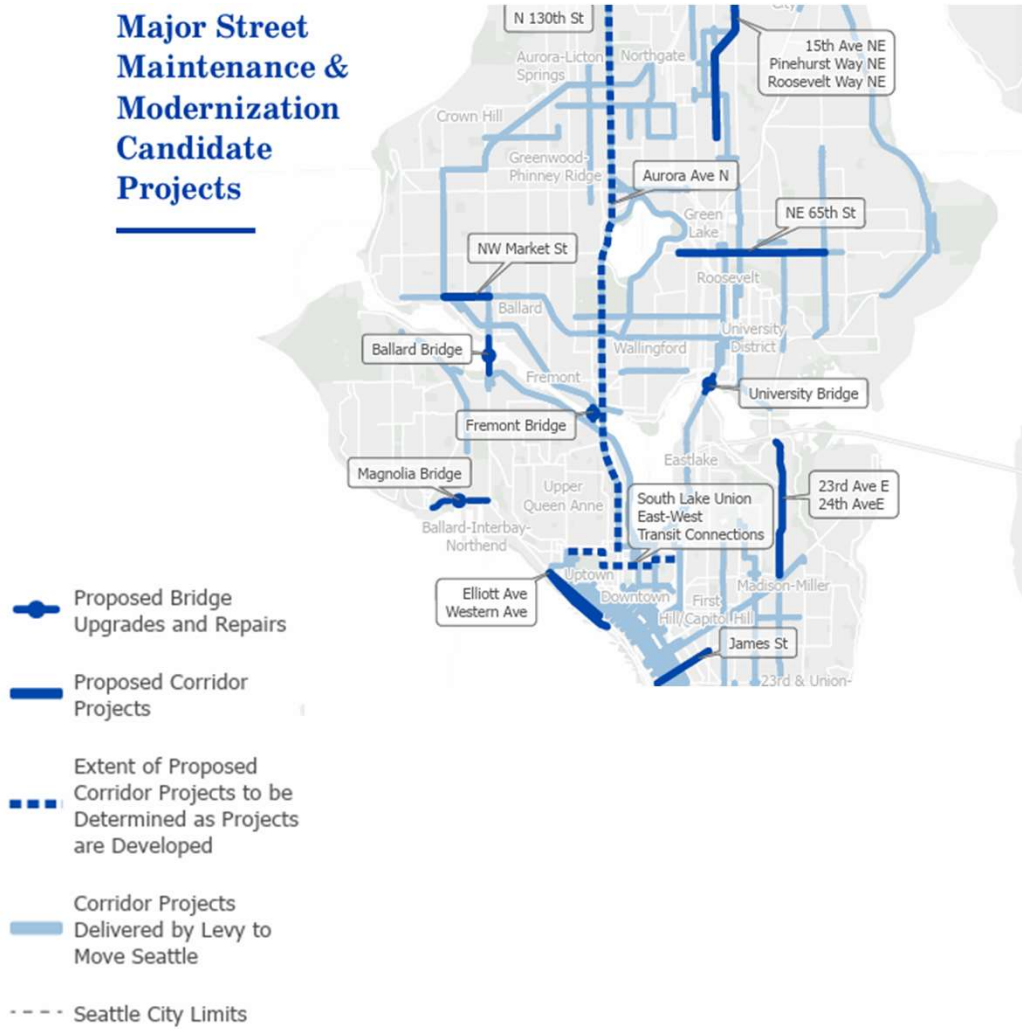 Major Street
Maintenance &
Modernization
Candidate
Projects
N 130th St
City
15th Ave NE
Pinehurst Way NE
Roosevelt Way NE
Aurora-Licton
Springs
Northgate
Crown Hill
Greenwood-
Phinney Ridge
Aurora Ave N
NE 65th St
Green
Lake
NW Market St
Roosevelt
Ballard
University
District
Ballard Bridge
Wallingford
Fremont
University Bridge
Fremont Bridge
Eastlake
Magnolia Bridge
23rd Ave E
24th AveE
Upper
Queen Anne
South Lake Union
East-West
Transit Connections
Ballard-Interbay-
Northend
Uptown
Madison-Miller
Elliott Ave
Western Ave
Downtown
First
Hill/Capitol Hill
James St
23rd & Union-
Proposed Bridge
Upgrades and Repairs
Proposed Corridor
Projects
Extent of Proposed
Corridor Projects to be
Determined as Projects
are Developed
Corridor Projects
Delivered by Levy to
Move Seattle
Seattle City Limits